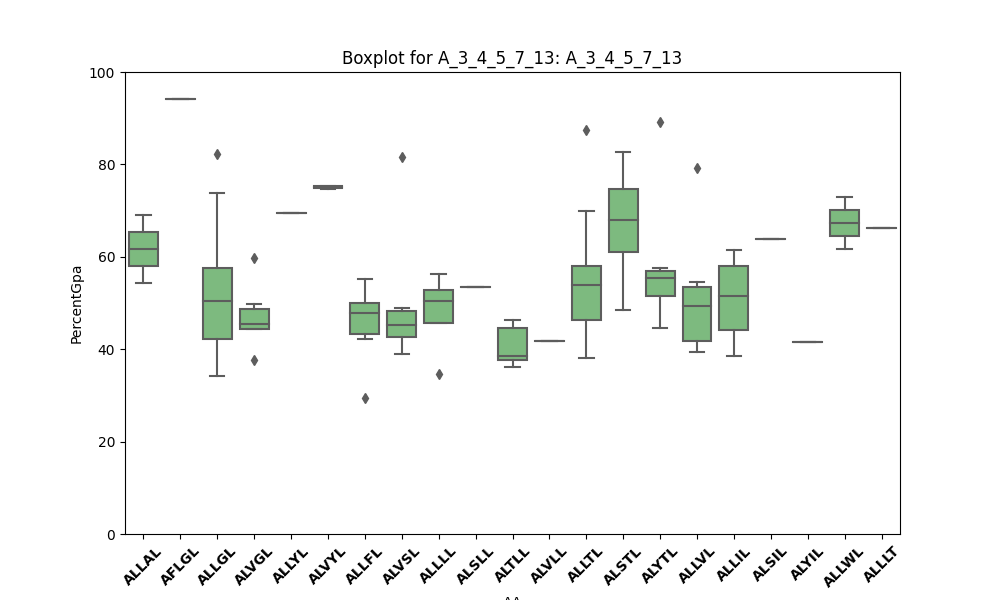 Boxplot for A_3_4_5_7_13: A_3_4_5_7_13
PercentGpa
100
80
60
40
20
0
ALLAL
AFLGL
ALLGL
ALVGL
ALLYL
ALVYL
ALLFL
ALVSL
ALLLL
ALSLL
ALTLL
ALVLL
ALLTL
ALSTL
ALYTL
ALLVL
ALLIL
ALSIL
ALYIL
ALLWL
ALLLT